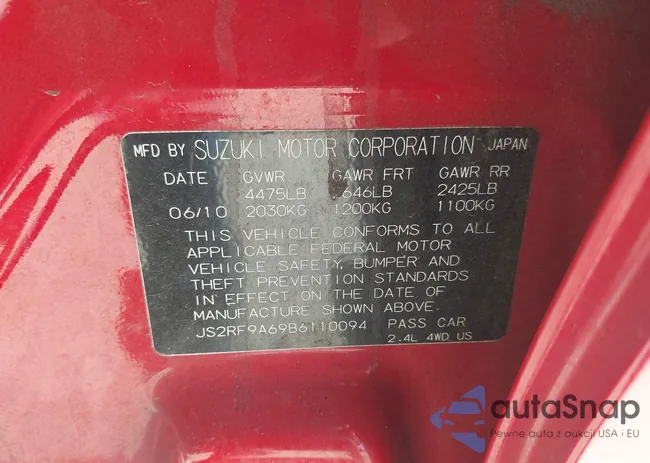 MFD BY SUZUKI MOTOR CORPORATION JAPAN
DATE GVWR GAWR FRT GAWR RR
4475LB 646LB 2425LB
06/10 2030KG 1200KG 1100KG
THIS VEHICLE CONFORMS TO ALL
APPLICABLE FEDERAL MOTOR
VEHICLE SAFETY, BUMPER AND
THEFT PREVENTION STANDARDS
IN EFFECT ON THE DATE OF
MANUFACTURE SHOWN ABOVE.
JS2RF9A69B6110094 PASS CAR
2.4L 4WD US
autaSnap
Pewne auta z aukcji USA i EU